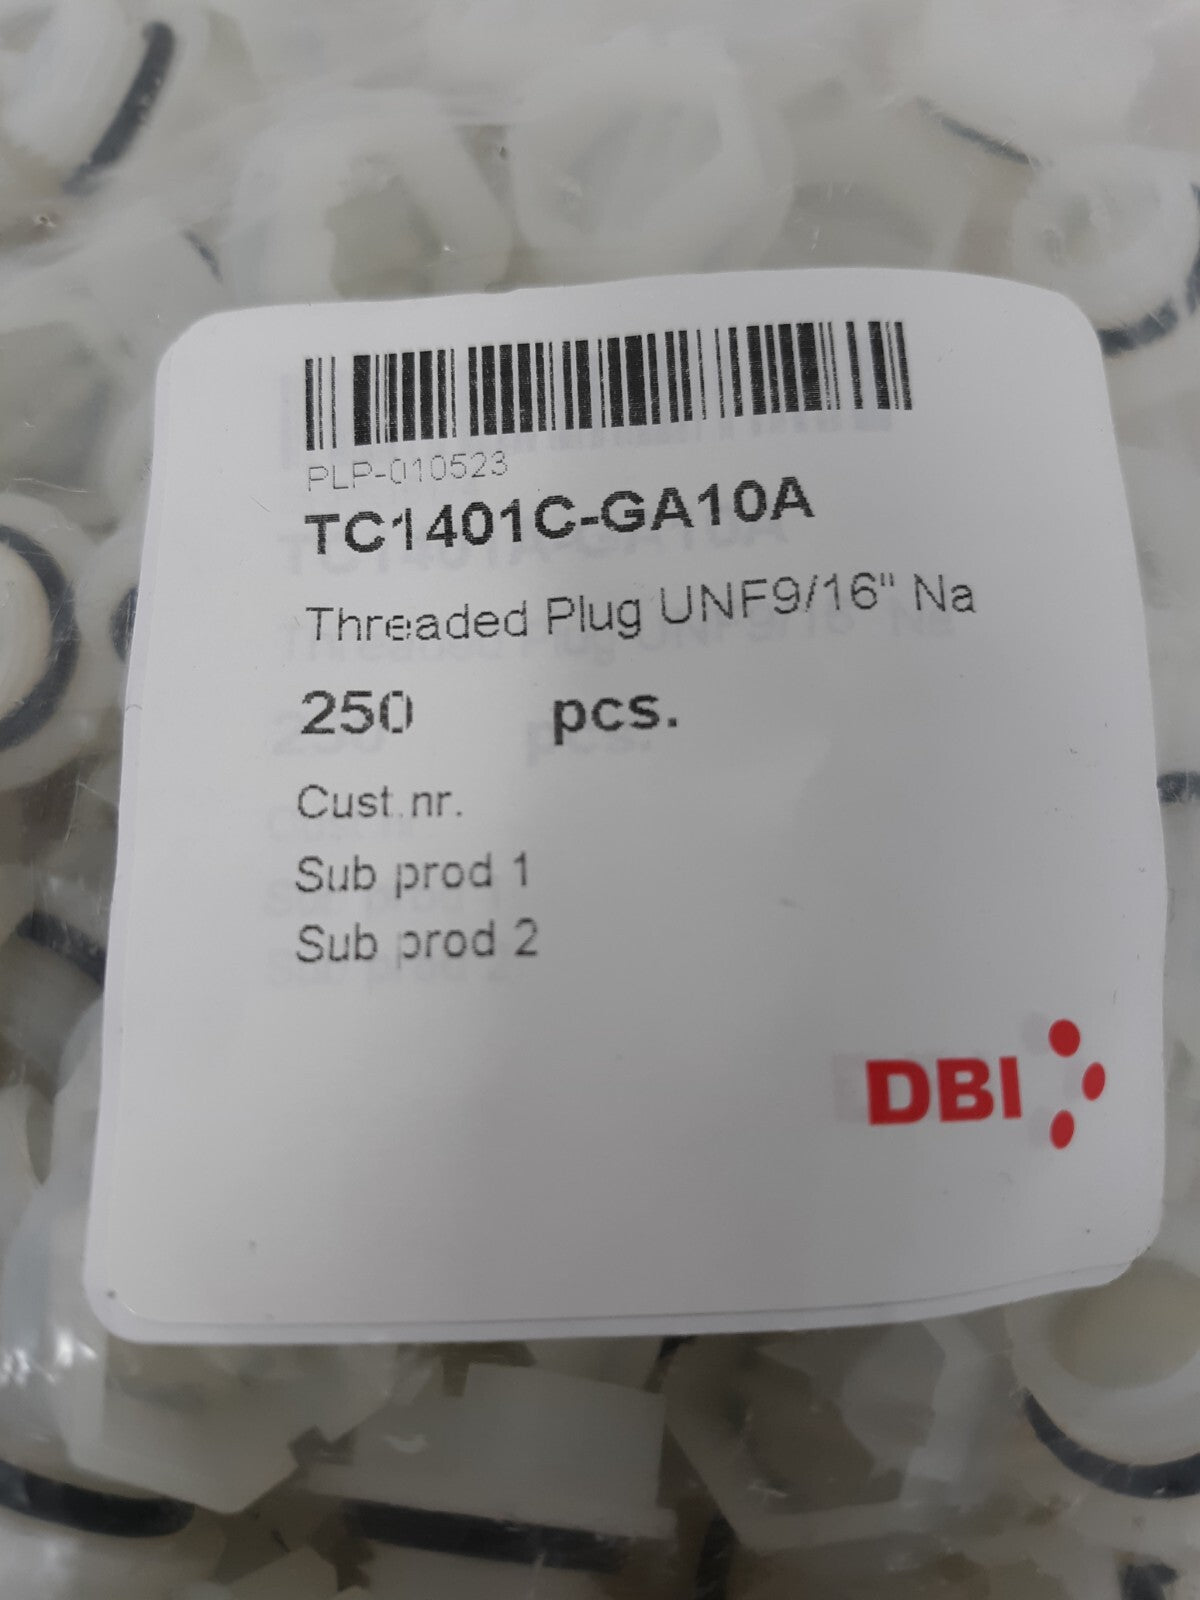 PLP-010523
TC1401C-GA10A
Threaded Plug UNF9/16" Na
250 pcs.
Cust.nr.
Sub prod 1
Sub prod 2
DBI